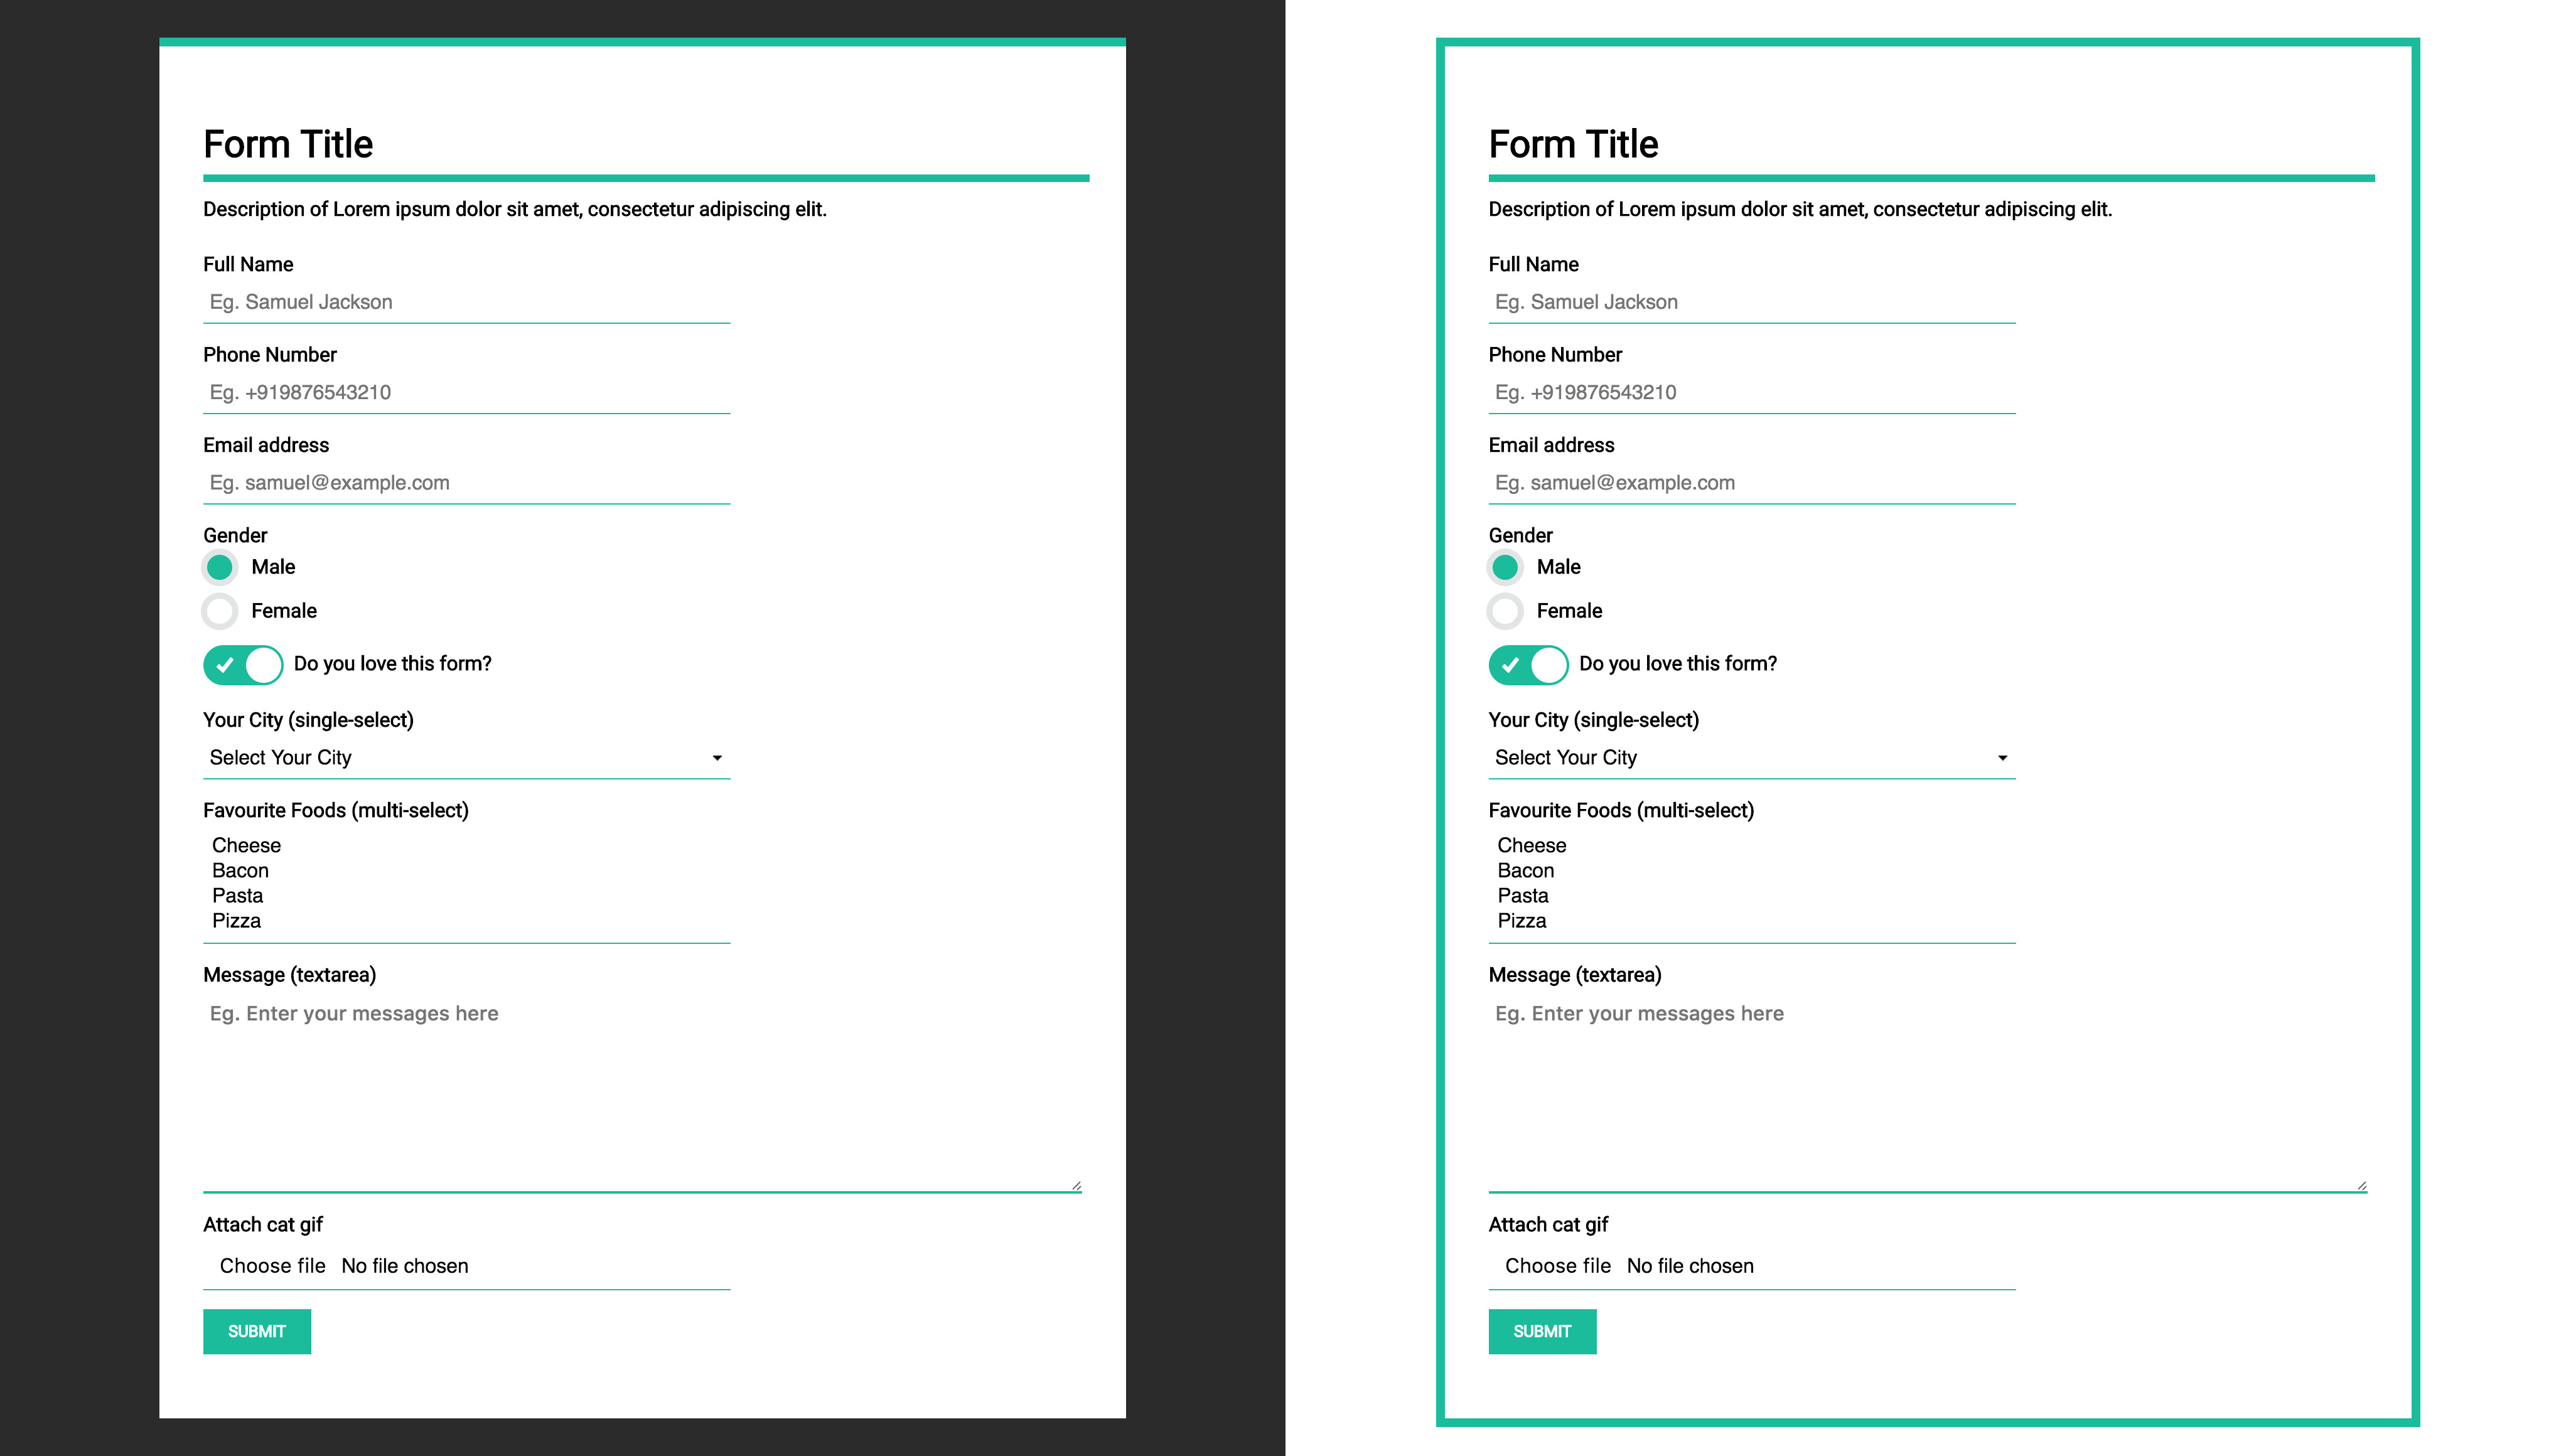 Form Title
Description of Lorem ipsum dolor sit amet, consectetur adipiscing elit.
Full Name
Eg. Samuel Jackson
Phone Number
Eg. +919876543210
Email address
Eg. samuel@example.com
Gender
Male
Female
Do you love this form?
Your City (single-select)
Select Your City
Favourite Foods (multi-select)
Cheese
Bacon
Pasta
Pizza
Message (textarea)
Eg. Enter your messages here
Attach cat gif
Choose file No file chosen
SUBMIT
Form Title
Description of Lorem ipsum dolor sit amet, consectetur adipiscing elit.
Full Name
Eg. Samuel Jackson
Phone Number
Eg. +919876543210
Email address
Eg. samuel@example.com
Gender
Male
Female
Do you love this form?
Your City (single-select)
Select Your City
Favourite Foods (multi-select)
Cheese
Bacon
Pasta
Pizza
Message (textarea)
Eg. Enter your messages here
Attach cat gif
Choose file No file chosen
SUBMIT